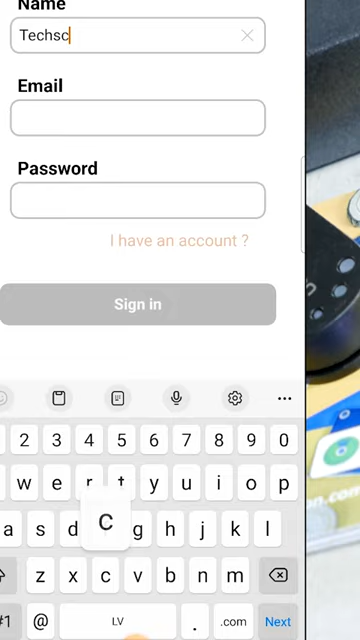 Name
Techsc
Email
Password
I have an account ?
Sign in
2 3 4 5 6 7 8 9 0
w e r t y u i o p
a s d c g h j k l
z x c v b n m
#1 @ LV . .com Next